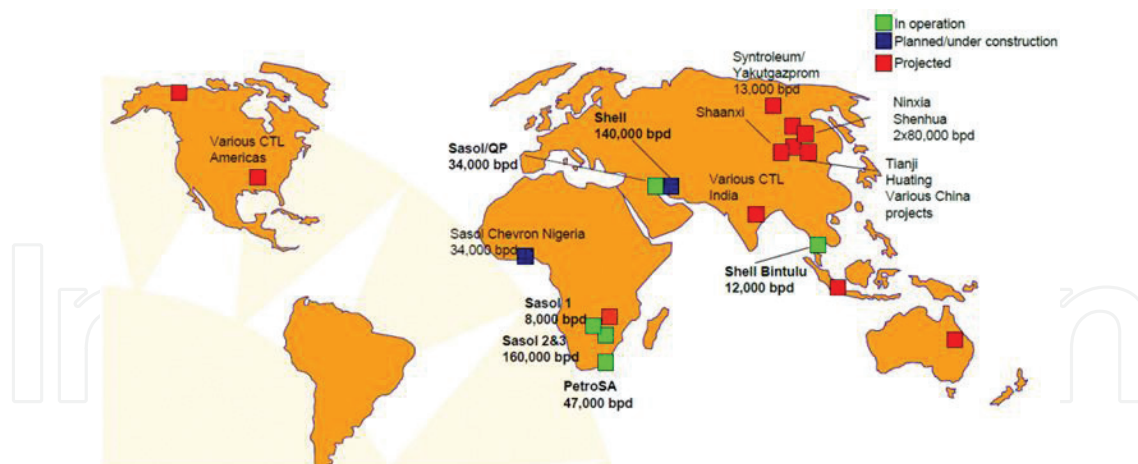 In operation
Planned/under construction
Projected
Syntroleum/
Yakutgazprom
13,000 bpd
Shaanxi
Ninxia
Shenhua
2x80,000 bpd
Shell
140,000 bpd
Sasol/QP
34,000 bpd
Various CTL
Americas
Tianji
Huating
Various China
projects
Various CTL
India
Sasol Chevron Nigeria
34,000 bpd
Shell Bintulu
12,000 bpd
Sasol 1
8,000 bpd
Sasol 2&3
160,000 bpd
PetroSA
47,000 bpd